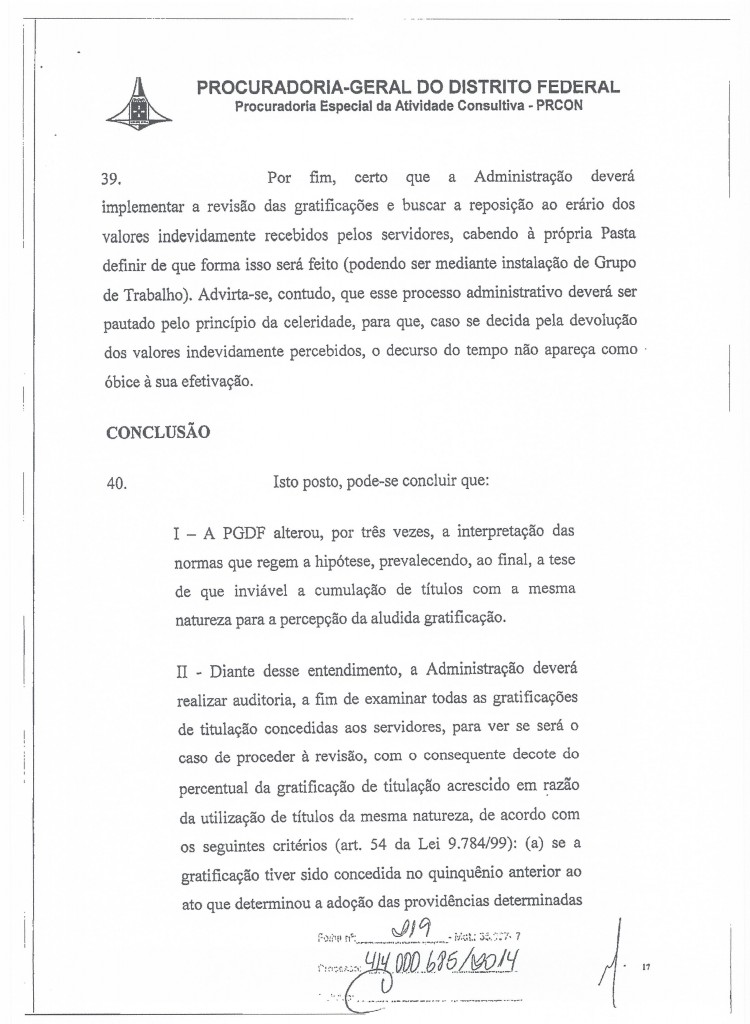 PROCURADORIA-GERAL DO DISTRITO FEDERAL
Procuradoria Especial da Atividade Consultiva - PRCON
39. Por fim, certo que a Administração deverá
implementar a revisão das gratificações e buscar a reposição ao erário dos
valores indevidamente recebidos pelos servidores, cabendo à própria Pasta
definir de que forma isso será feito (podendo ser mediante instalação de Grupo
de Trabalho). Advirta-se, contudo, que esse processo administrativo deverá ser
pautado pelo princípio da celeridade, para que, caso se decida pela devolução
dos valores indevidamente percebidos, o decurso do tempo não apareça como
óbice à sua efetivação.
CONCLUSÃO
40. Isto posto, pode-se concluir que:
I – A PGDF alterou, por três vezes, a interpretação das
normas que regem a hipótese, prevalecendo, ao final, a tese
de que inviável a cumulação de títulos com a mesma
natureza para a percepção da aludida gratificação.
II - Diante desse entendimento, a Administração deverá
realizar auditoria, a fim de examinar todas as gratificações
de titulação concedidas aos servidores, para ver se será o
caso de proceder à revisão, com o consequente decote do
percentual da gratificação de titulação acrescido em razão
da utilização de títulos da mesma natureza, de acordo com
os seguintes critérios (art. 54 da Lei 9.784/99): (a) se a
gratificação tiver sido concedida no quinquênio anterior ao
ato que determinou a adoção das providências determinadas
Folha nº: 219 - Mat.:
Processo: 414.000.685/2014
17